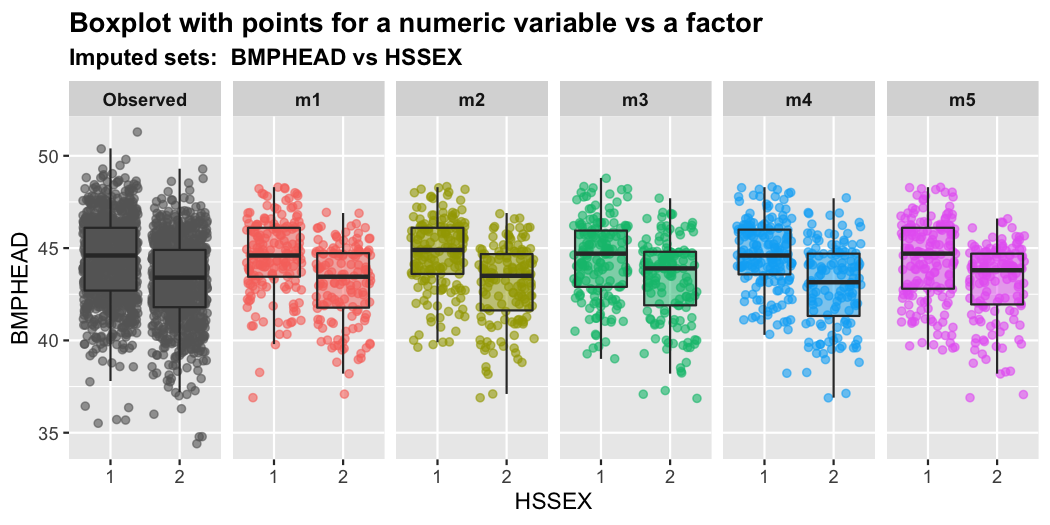 Boxplot with points for a numeric variable vs a factor
Imputed sets:  BMPHEAD vs HSSEX
Observed m1 m2 m3 m4 m5
50
45
40
35
BMPHEAD
1 2 1 2 1 2 1 2 1 2 1 2
HSSEX